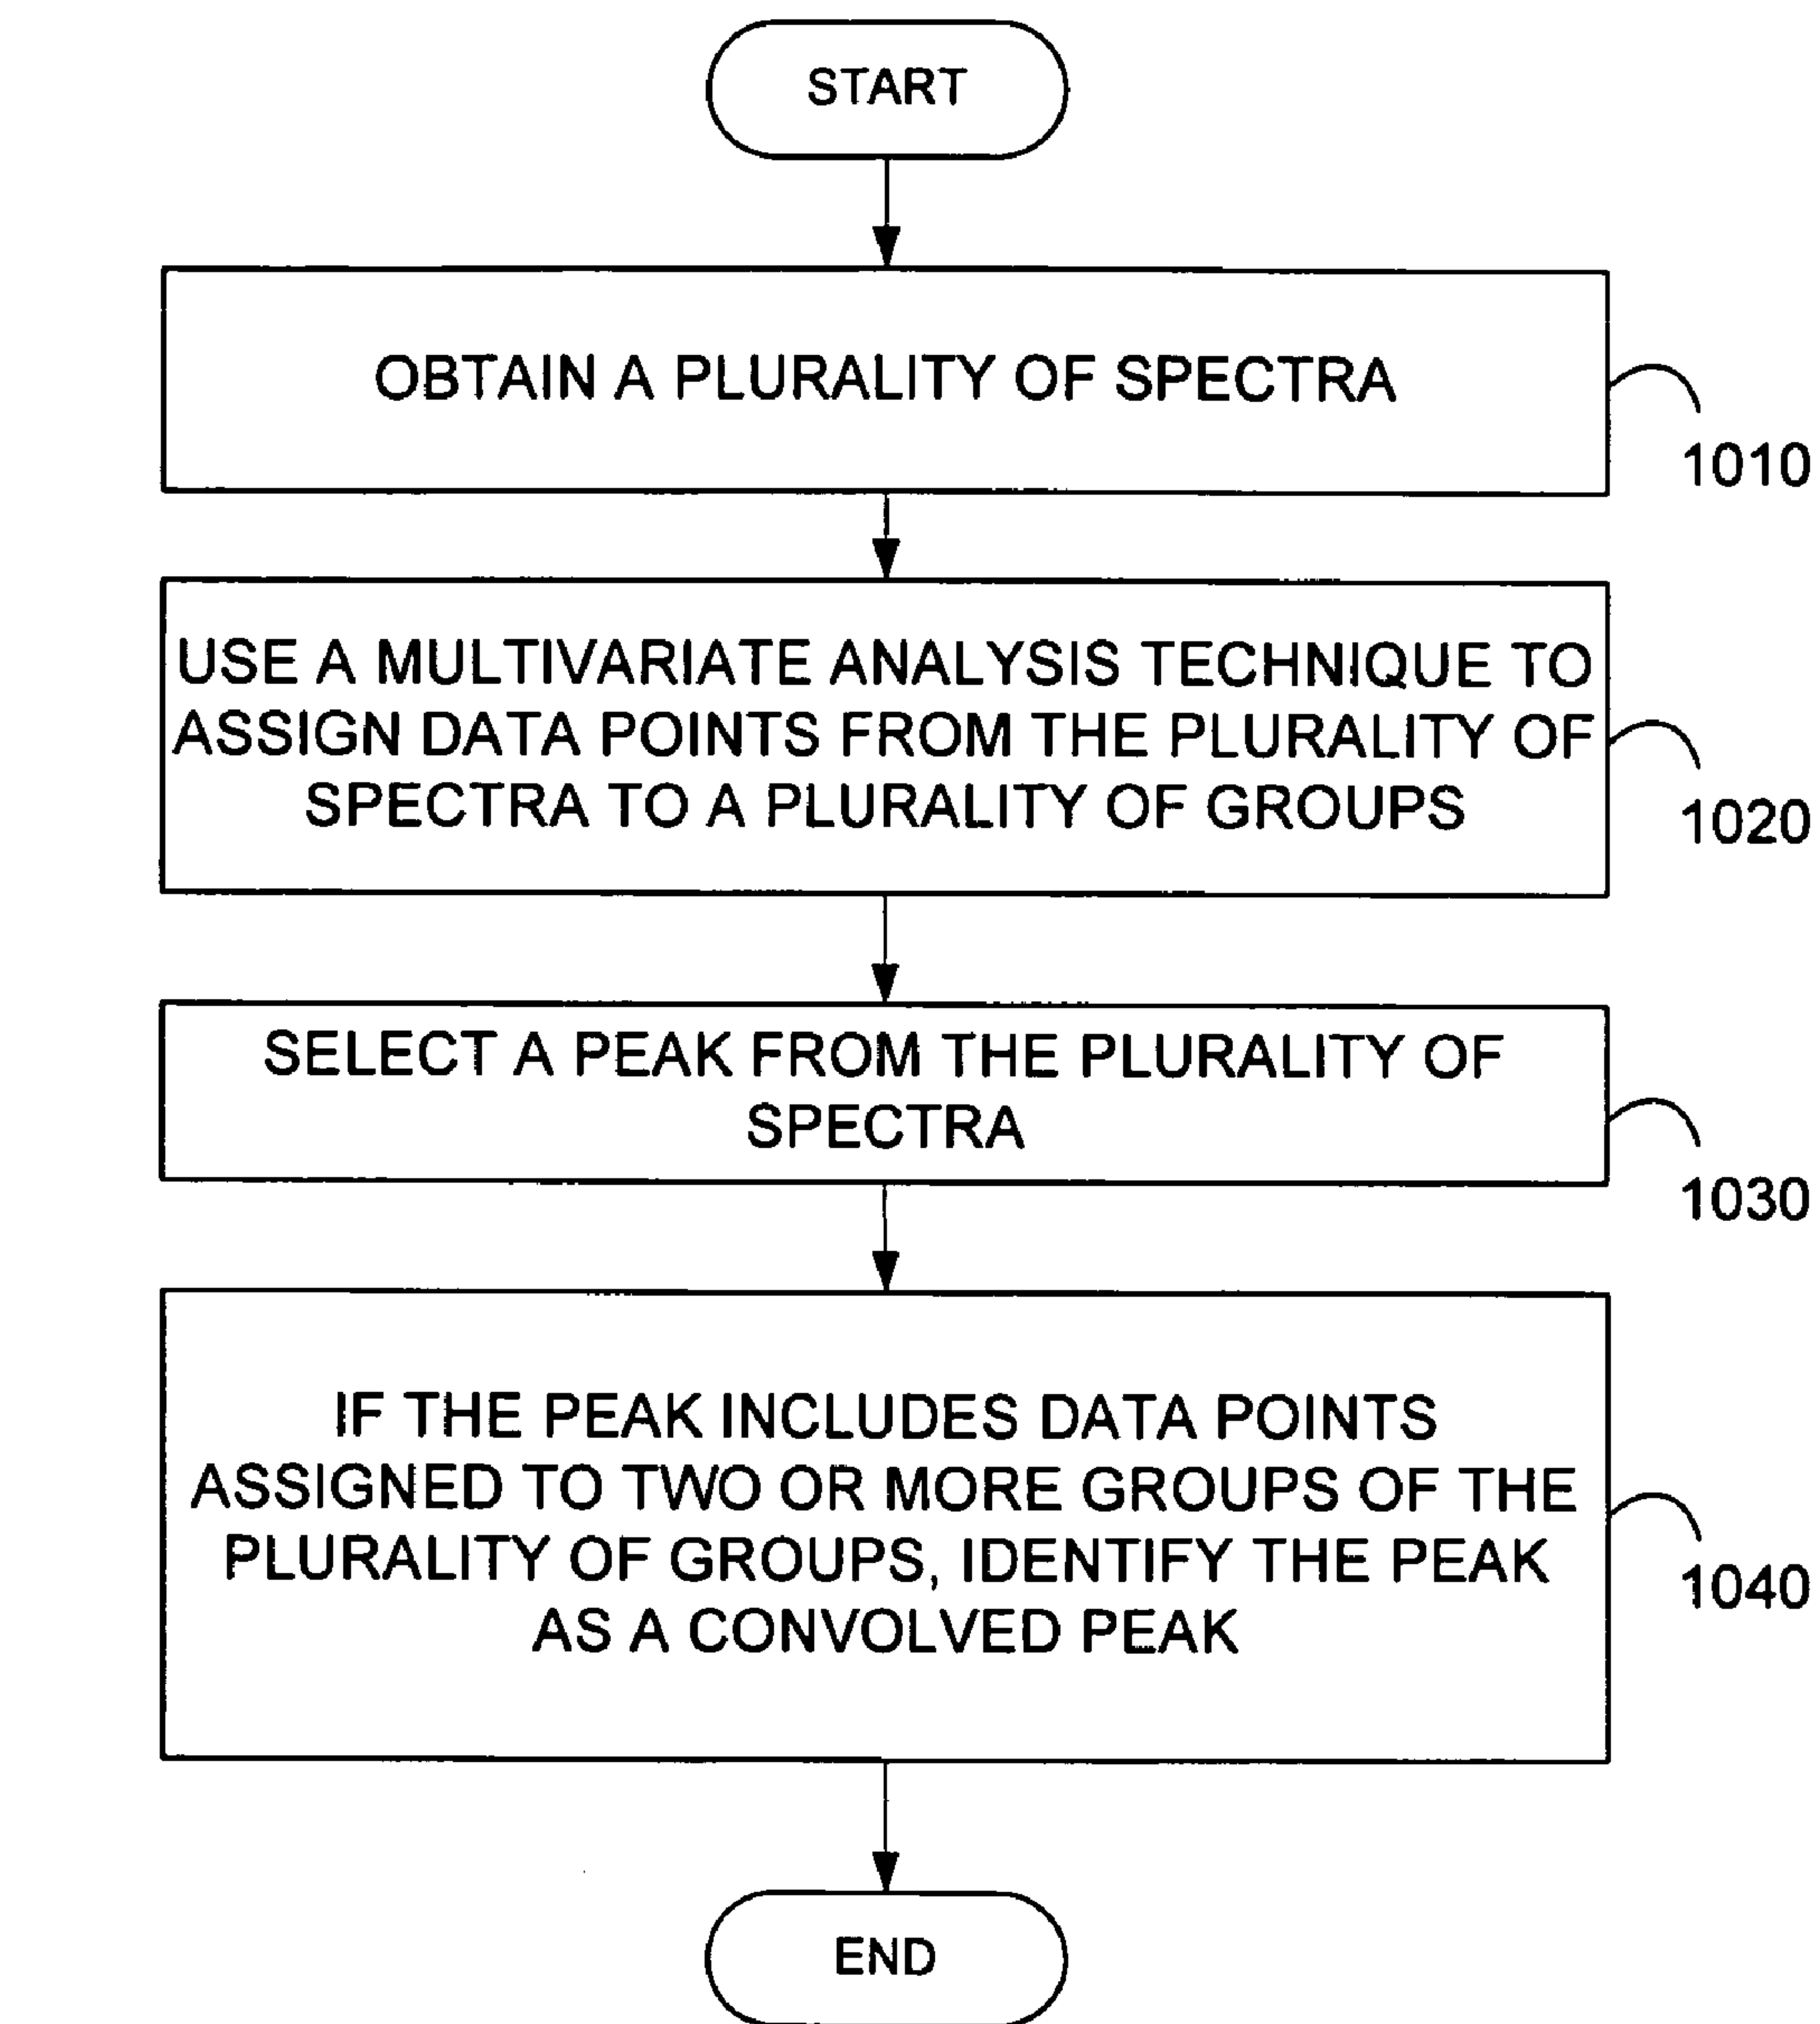 START
OBTAIN A PLURALITY OF SPECTRA
1010
USE A MULTIVARIATE ANALYSIS TECHNIQUE TO
ASSIGN DATA POINTS FROM THE PLURALITY OF
SPECTRA TO A PLURALITY OF GROUPS
1020
SELECT A PEAK FROM THE PLURALITY OF
SPECTRA
1030
IF THE PEAK INCLUDES DATA POINTS
ASSIGNED TO TWO OR MORE GROUPS OF THE
PLURALITY OF GROUPS, IDENTIFY THE PEAK
AS A CONVOLVED PEAK
1040
END